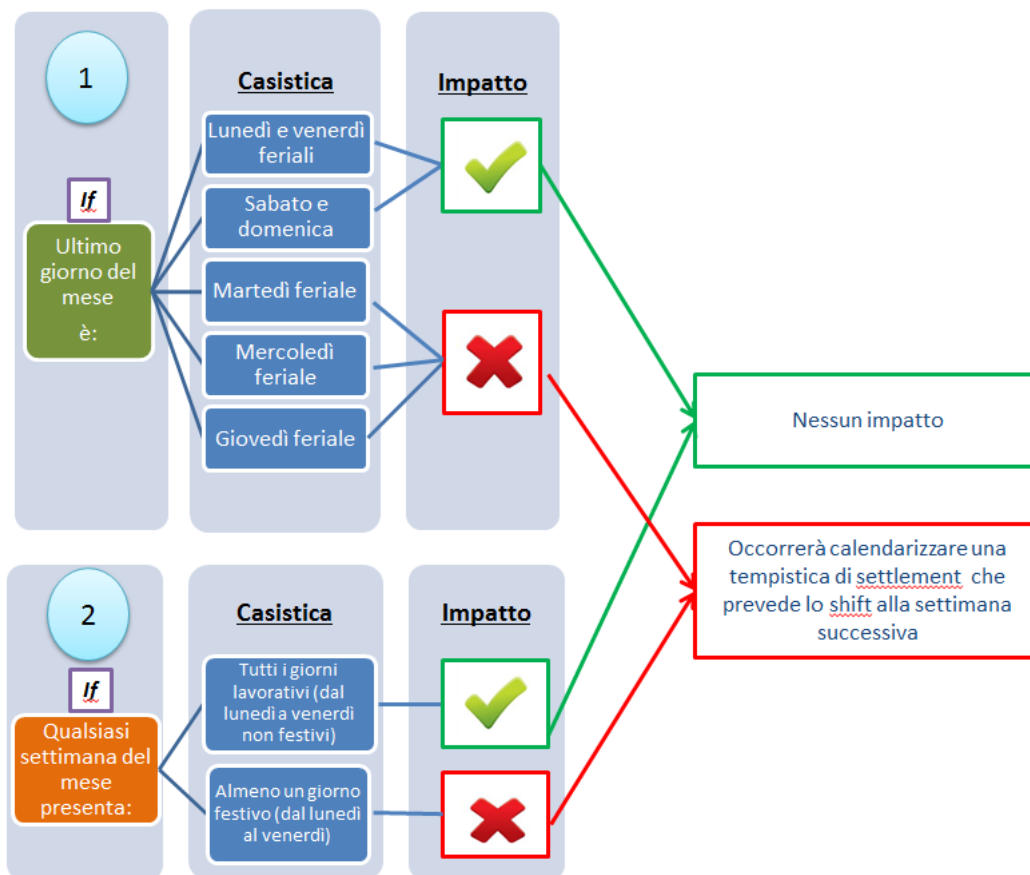 1
Casistica
Impatto
If
Ultimo
giorno del
mese
è:
Lunedì e venerdì
feriali
Sabato e
domenica
Martedì feriale
Mercoledì
feriale
Giovedì feriale
Nessun impatto
Occorrerà calendarizzare una
tempistica di settlement che
prevede lo shift alla settimana
successiva
2
Casistica
Impatto
If
Qualsiasi
settimana del
mese
presenta:
Tutti i giorni
lavorativi (dal
lunedì a venerdì
non festivi)
Almeno un giorno
festivo (dal lunedì
al venerdì)